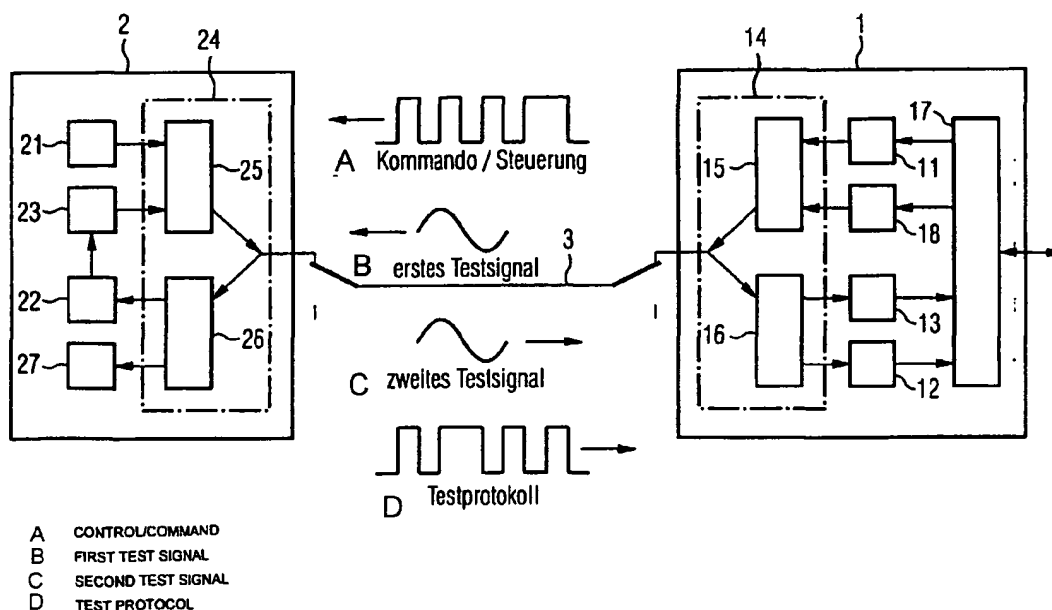 2
24
1
14
21
25
23
22
26
27
A
Kommando / Steuerung
B
erstes Testsignal
3
C
zweites Testsignal
D
Testprotokoll
17
15
11
18
16
13
12
A CONTROL/COMMAND
B FIRST TEST SIGNAL
C SECOND TEST SIGNAL
D TEST PROTOCOL